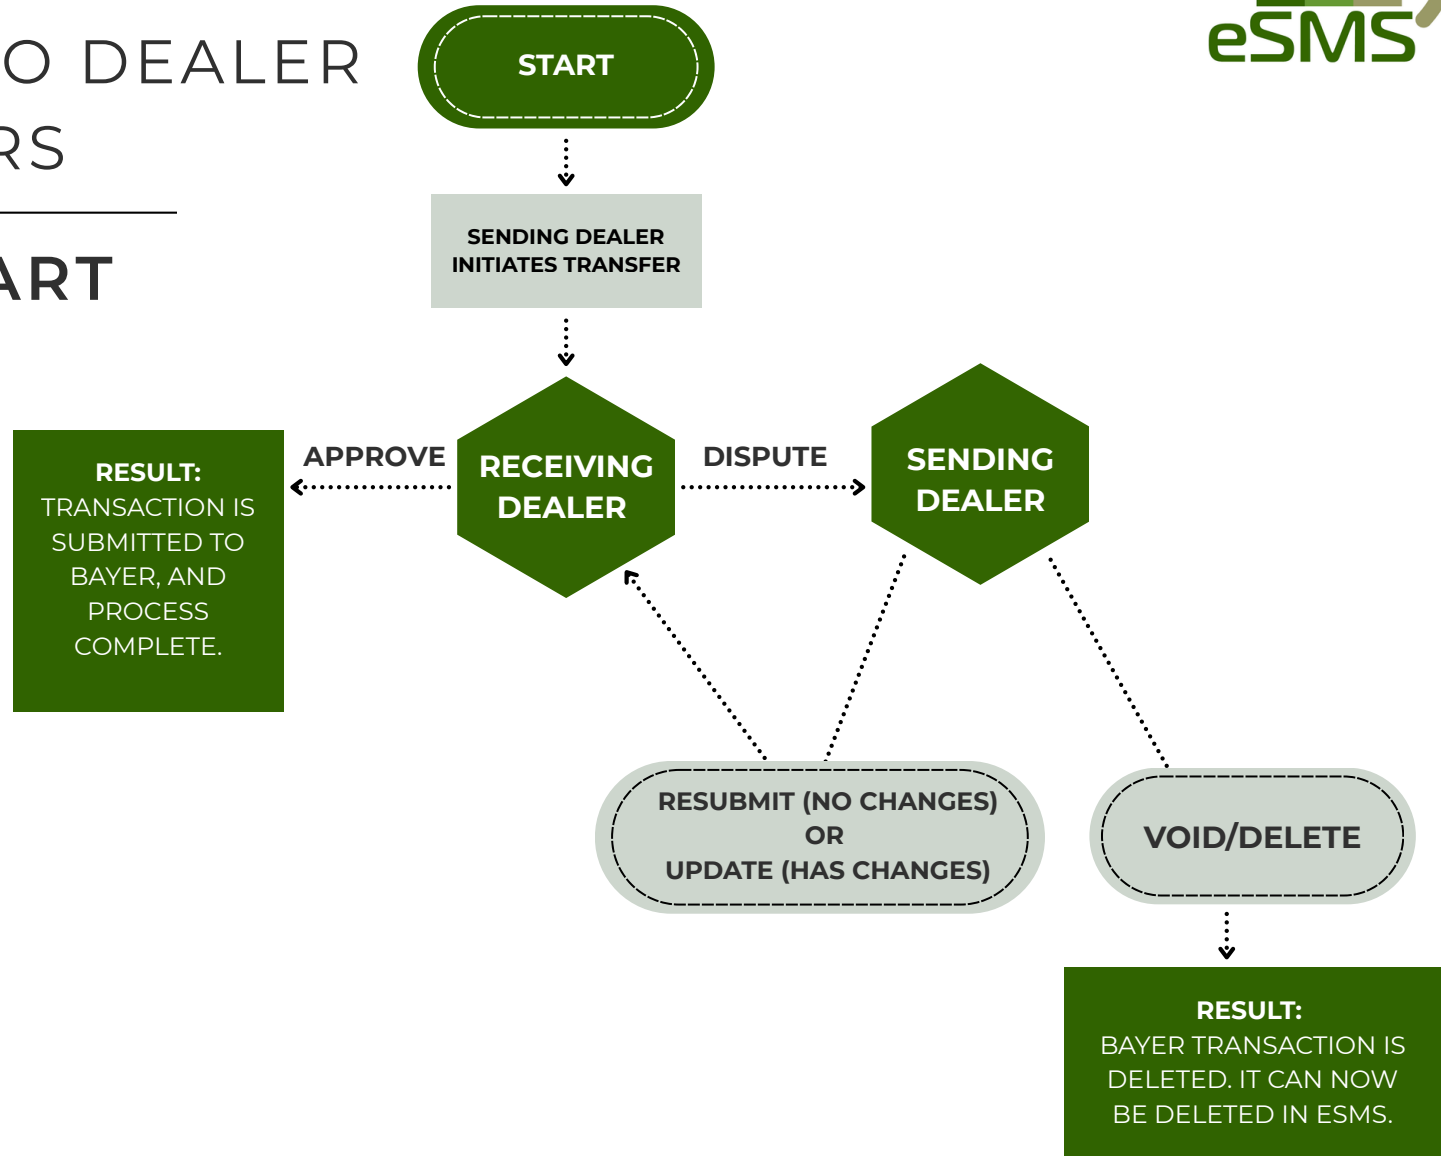 O DEALER
RS
ART
eSMS
START
SENDING DEALER
INITIATES TRANSFER
APPROVE
RECEIVING
DEALER
DISPUTE
SENDING
DEALER
RESULT:
TRANSACTION IS
SUBMITTED TO
BAYER, AND
PROCESS
COMPLETE.
RESUBMIT (NO CHANGES)
OR
UPDATE (HAS CHANGES)
VOID/DELETE
RESULT:
BAYER TRANSACTION IS
DELETED. IT CAN NOW
BE DELETED IN ESMS.